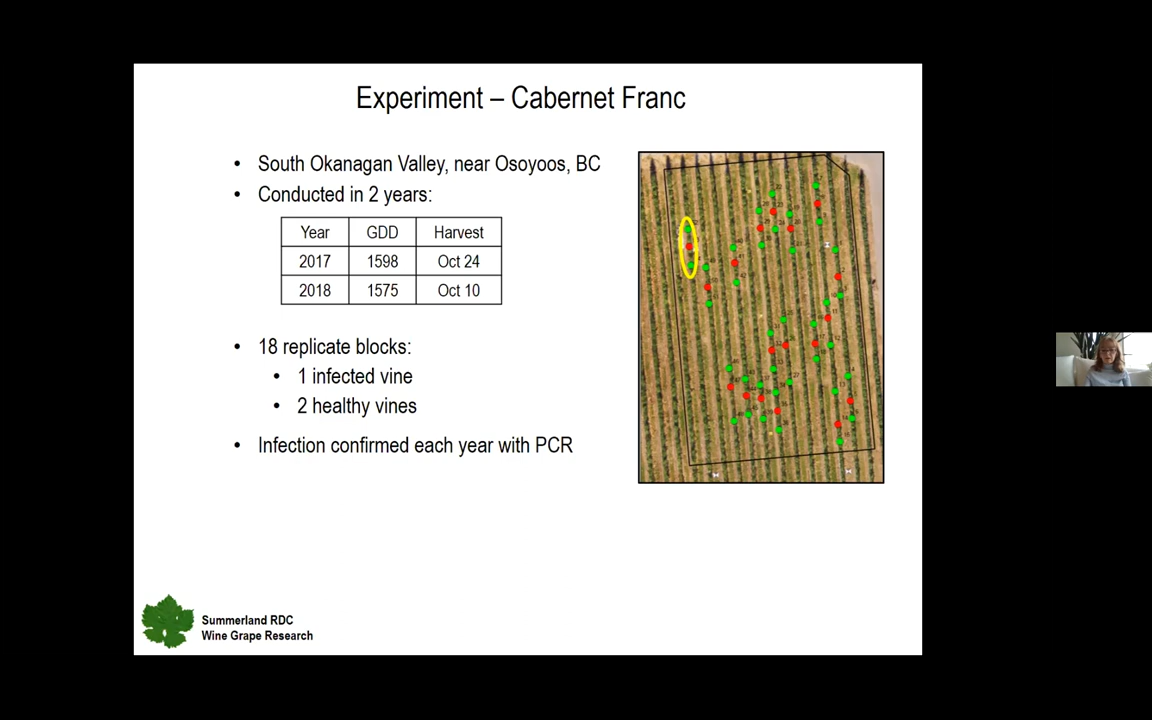 Experiment – Cabernet Franc
• South Okanagan Valley, near Osoyoos, BC
• Conducted in 2 years:
Year GDD Harvest
2017 1598 Oct 24
2018 1575 Oct 10
• 18 replicate blocks:
• 1 infected vine
• 2 healthy vines
• Infection confirmed each year with PCR
Summerland RDC
Wine Grape Research